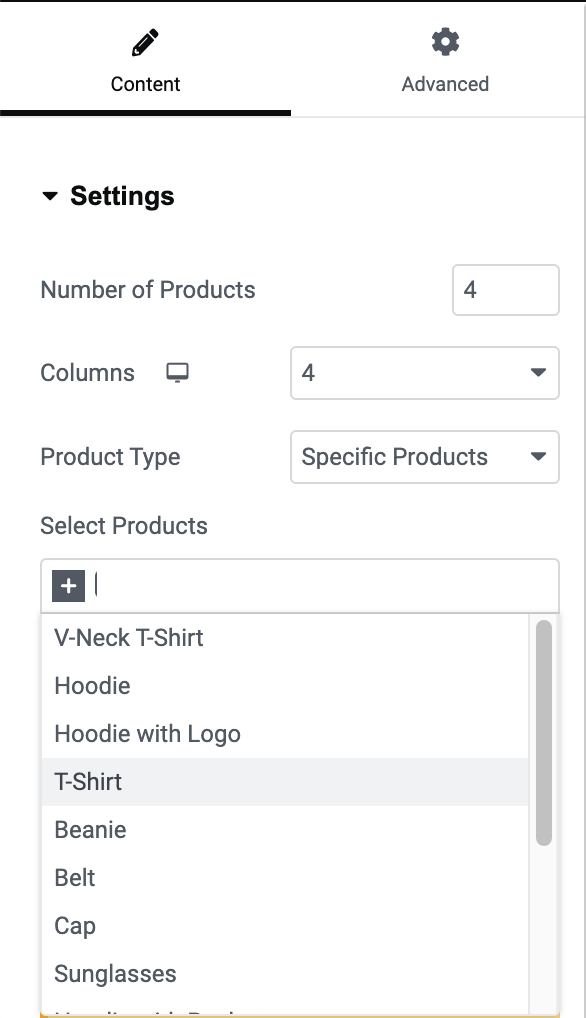 Content
Advanced
Settings
Number of Products
4
Columns
4
Product Type
Specific Products
Select Products
V-Neck T-Shirt
Hoodie
Hoodie with Logo
T-Shirt
Beanie
Belt
Cap
Sunglasses